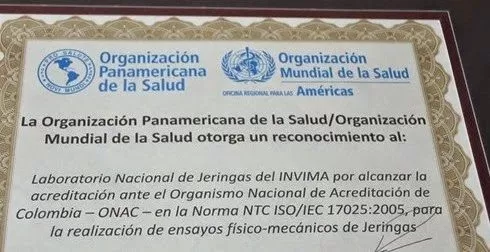 Organización
Panamericana
de la Salud
Organización
Mundial de la Salud
OFICINA REGIONAL PARA LAS Américas
La Organización Panamericana de la Salud/Organización
Mundial de la Salud otorga un reconocimiento al:
Laboratorio Nacional de Jeringas del INVIMA por alcanzar la
acreditación ante el Organismo Nacional de Acreditación de
Colombia – ONAC – en la Norma NTC ISO/IEC 17025:2005, para
la realización de ensayos físico-mecánicos de Jeringas